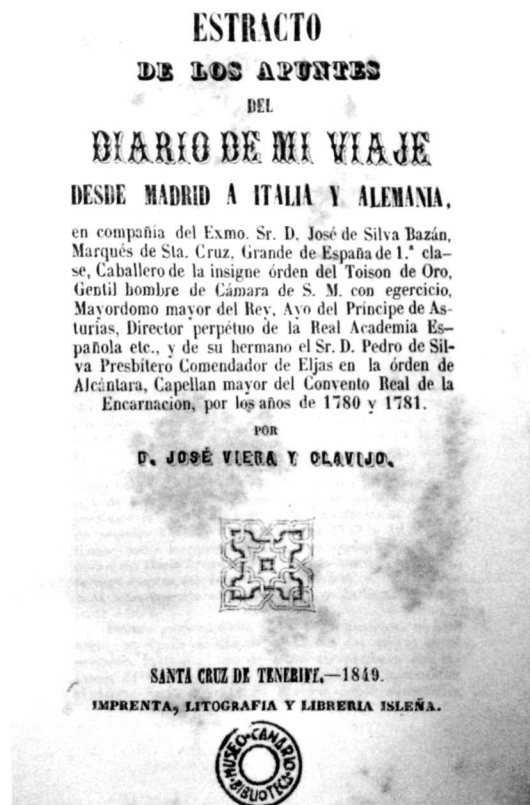 ESTRACTO
DE LOS APUNTES
DEL
DIARIO DE MI VIAJE
DESDE MADRID A ITALIA Y ALEMANIA,
en compañia del Exmo. Sr. D. José de Silva Bazán,
Marqués de Sta. Cruz, Grande de España de 1.ª cla-
se, Caballero de la insigne órden del Toison de Oro,
Gentil hombre de Cámara de S. M. con egercicio,
Mayordomo mayor del Rey, Ayo del Principe de As-
turias, Director perpétuo de la Real Academia Es-
pañola etc., y de su hermano el Sr. D. Pedro de Sil-
va Presbítero Comendador de Eljas en la órden de
Alcántara, Capellan mayor del Convento Real de la
Encarnacion, por los años de 1780 y 1781.
POR
D. JOSÉ VIERA Y CLAVIJO.
SANTA CRUZ DE TENERIFE.—1849.
IMPRENTA, LITOGRAFIA Y LIBRERIA ISLEÑA.
MUSEO CANARIO
BIBLIOTECA